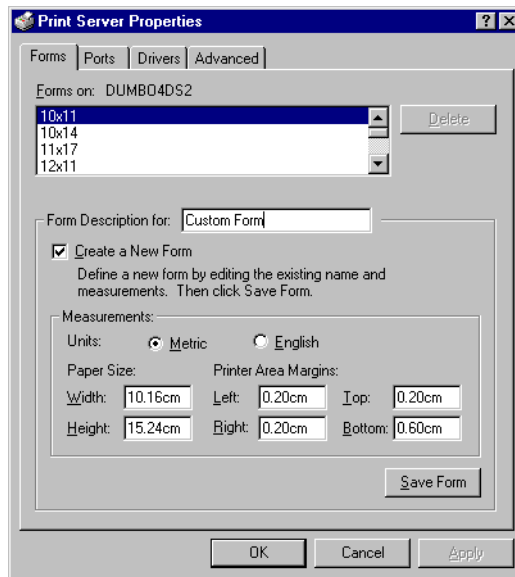 Print Server Properties
Forms Ports Drivers Advanced
Forms on: DUMBO4DS2
10x11
10x14
11x17
12x11
Delete
Form Description for: Custom Form
Create a New Form
Define a new form by editing the existing name and
measurements. Then click Save Form.
Measurements:
Units: Metric English
Paper Size: Printer Area Margins:
Width: 10.16cm Left: 0.20cm Top: 0.20cm
Height: 15.24cm Right: 0.20cm Bottom: 0.60cm
Save Form
OK Cancel Apply